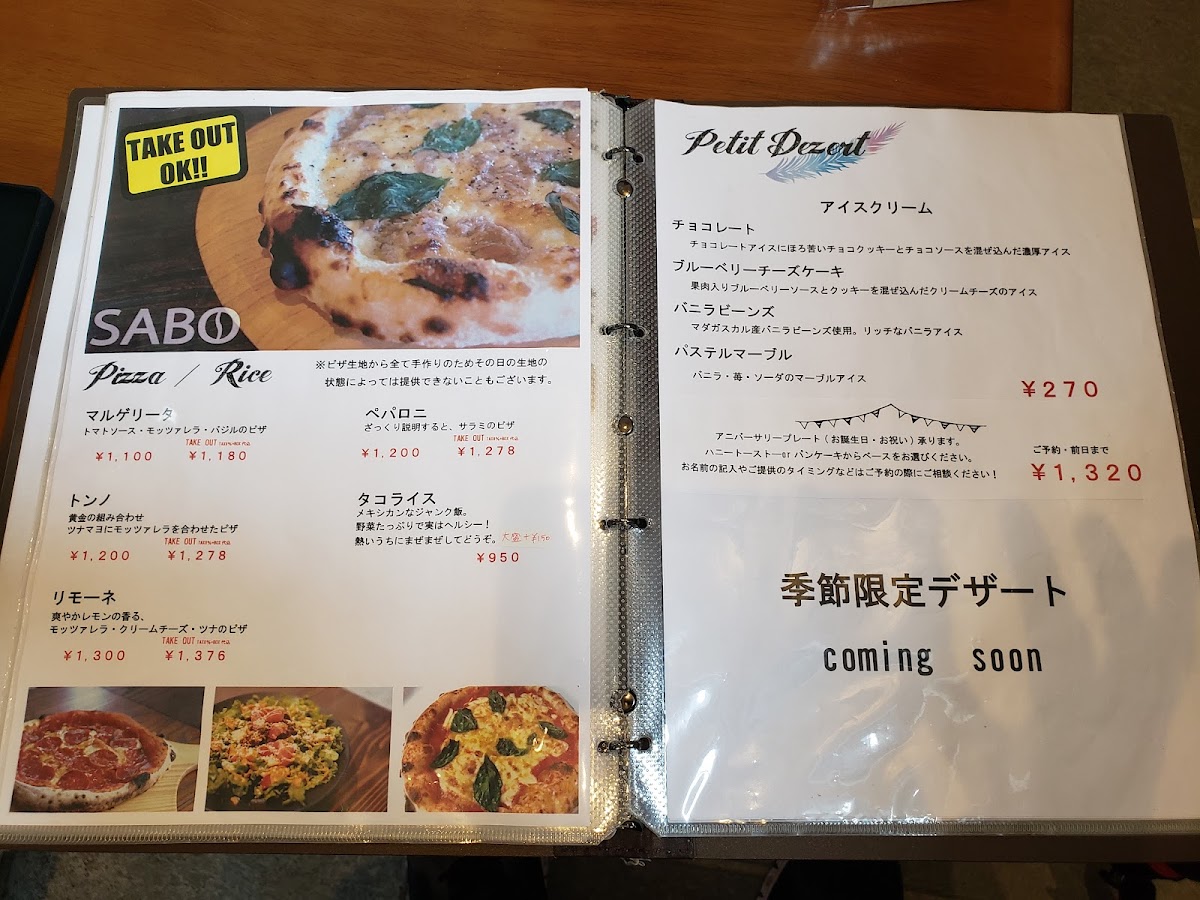 TAKE OUT
OK!!
SABO
Pizza / Rice
※ピザ生地から全て手作りのためその日の生地の
状態によっては提供できないこともございます。
マルゲリータ
トマトソース・モッツァレラ・バジルのピザ
TAKE OUT
¥1,100 ¥1,180
ペパロニ
ざっくり説明すると、サラミのピザ
TAKE OUT
¥1,200 ¥1,278
トンノ
黄金の組み合わせ
ツナマヨにモッツァレラを合わせたピザ
TAKE OUT
¥1,200 ¥1,278
タコライス
メキシカンなジャンク飯。
野菜たっぷりで実はヘルシー！
熱いうちにまぜまぜしてどうぞ。大盛+¥150
¥950
リモーネ
爽やかレモンの香る、
モッツァレラ・クリームチーズ・ツナのピザ
TAKE OUT
¥1,300 ¥1,376
Petit Dezert
アイスクリーム
チョコレート
チョコレートアイスにほろ苦いチョコクッキーとチョコソースを混ぜ込んだ濃厚アイス
ブルーベリーチーズケーキ
果肉入りブルーベリーソースとクッキーを混ぜ込んだクリームチーズのアイス
バニラビーンズ
マダガスカル産バニラビーンズ使用。リッチなバニラアイス
パステルマーブル
バニラ・苺・ソーダのマーブルアイス
¥270
アニバーサリープレート（お誕生日・お祝い）承ります。
ハニートーストーor パンケーキからベースをお選びください。
お名前の記入やご提供のタイミングなどはご予約の際にご相談ください！
ご予約・前日まで
¥1,320
季節限定デザート
coming soon